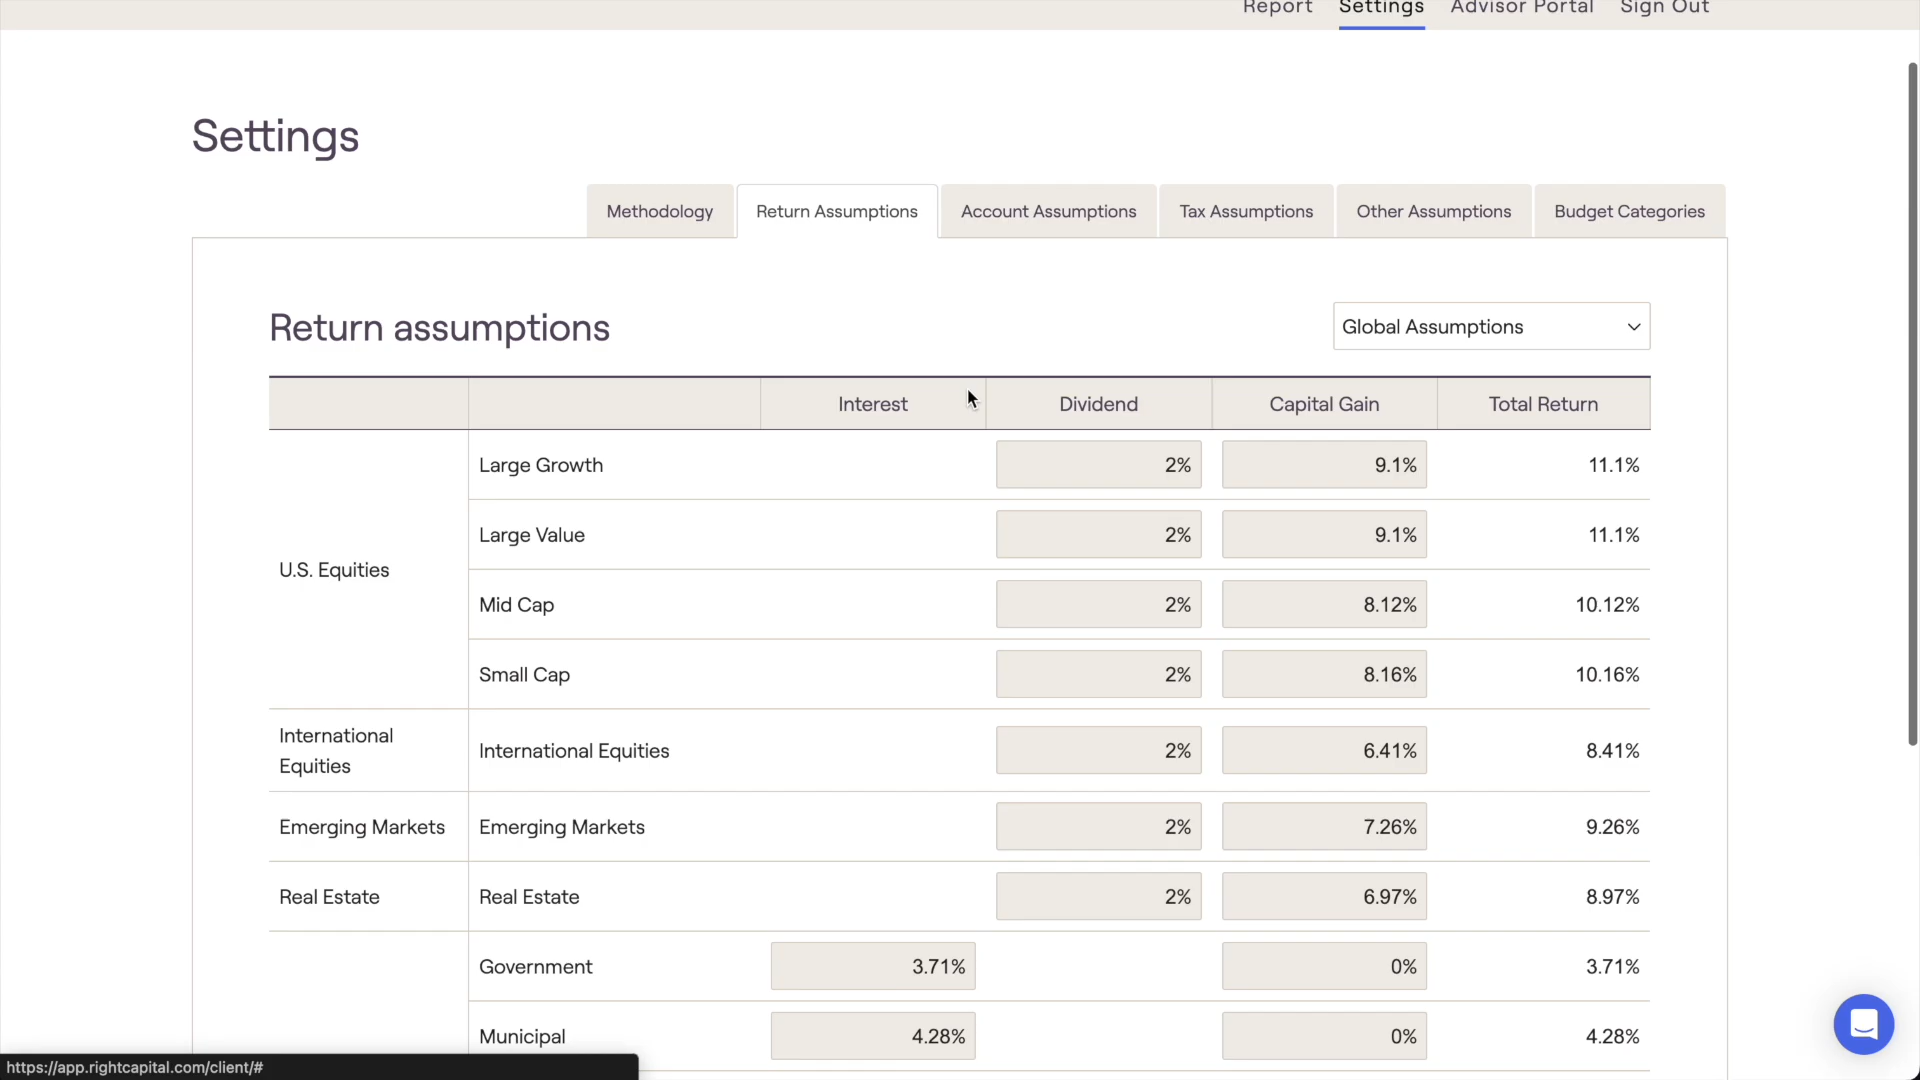 Report Settings Advisor Portal Sign Out
Settings
Methodology Return Assumptions Account Assumptions Tax Assumptions Other Assumptions Budget Categories
Return assumptions
Global Assumptions
Interest Dividend Capital Gain Total Return
U.S. Equities
Large Growth 2% 9.1% 11.1%
Large Value 2% 9.1% 11.1%
Mid Cap 2% 8.12% 10.12%
Small Cap 2% 8.16% 10.16%
International
Equities
International Equities 2% 6.41% 8.41%
Emerging Markets Emerging Markets 2% 7.26% 9.26%
Real Estate Real Estate 2% 6.97% 8.97%
Government 3.71% 0% 3.71%
Municipal 4.28% 0% 4.28%
https://app.rightcapital.com/client/#